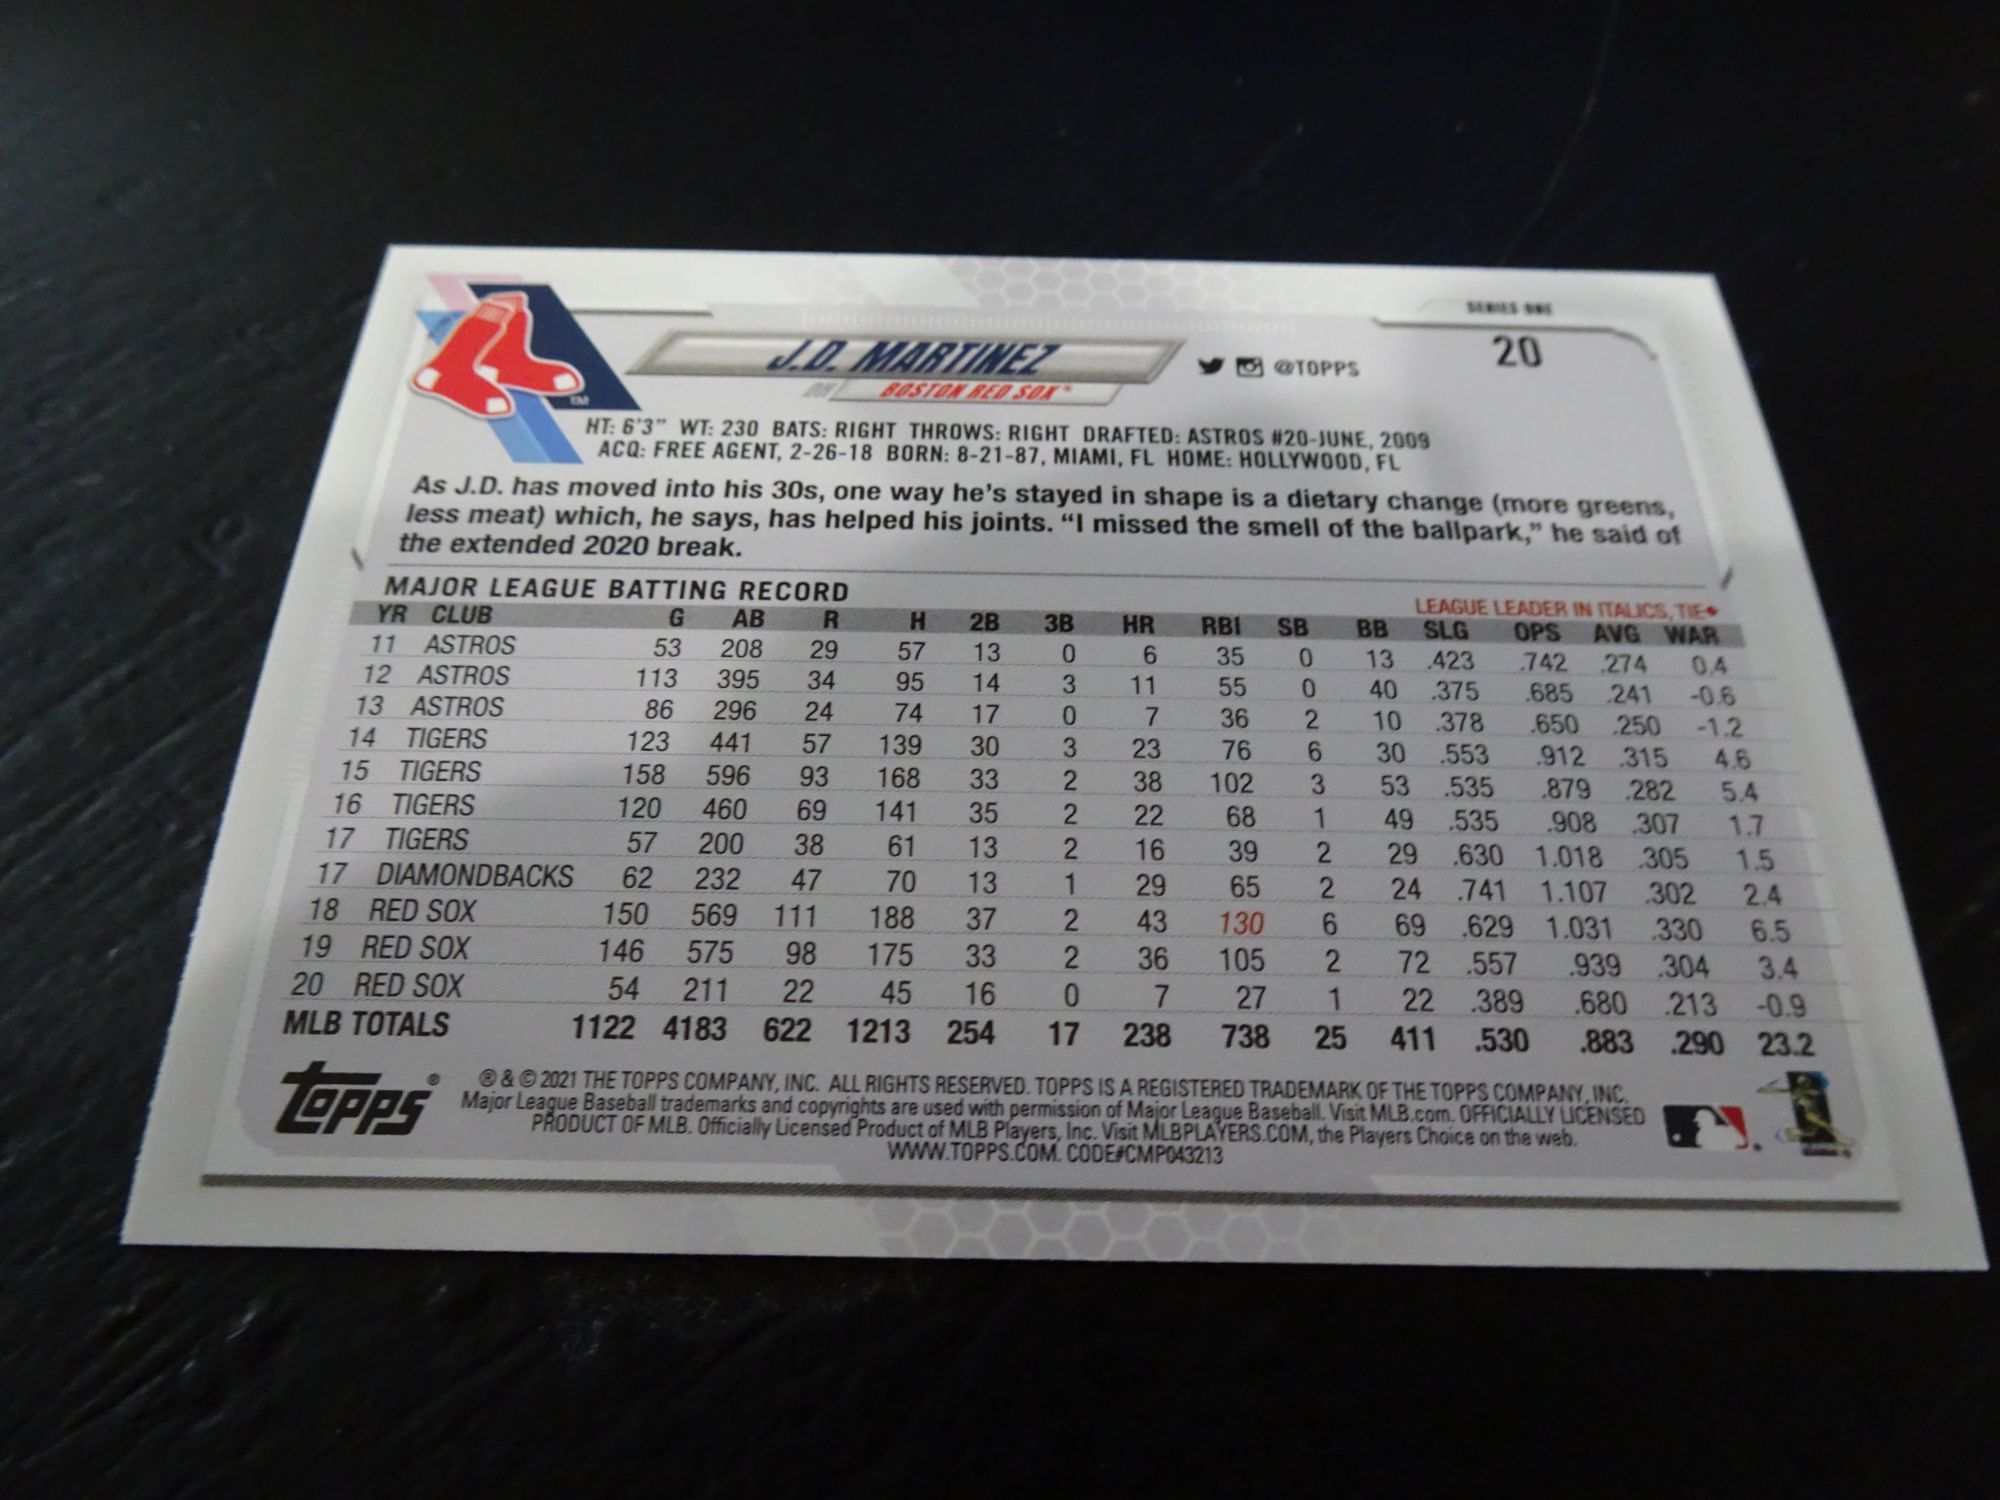 SERIES ONE
20
J.D. MARTINEZ
@TOPPS
DH BOSTON RED SOX™
TM
HT: 6'3" WT: 230 BATS: RIGHT THROWS: RIGHT DRAFTED: ASTROS #20-JUNE, 2009
ACQ: FREE AGENT, 2-26-18 BORN: 8-21-87, MIAMI, FL HOME: HOLLYWOOD, FL
As J.D. has moved into his 30s, one way he's stayed in shape is a dietary change (more greens,
less meat) which, he says, has helped his joints. “I missed the smell of the ballpark,” he said of
the extended 2020 break.
MAJOR LEAGUE BATTING RECORD
LEAGUE LEADER IN ITALICS, TIE◆
YR CLUB G AB R H 2B 3B HR RBI SB BB SLG OPS AVG WAR
11 ASTROS 53 208 29 57 13 0 6 35 0 13 .423 .742 .274 0.4
12 ASTROS 113 395 34 95 14 3 11 55 0 40 .375 .685 .241 -0.6
13 ASTROS 86 296 24 74 17 0 7 36 2 10 .378 .650 .250 -1.2
14 TIGERS 123 441 57 139 30 3 23 76 6 30 .553 .912 .315 4.6
15 TIGERS 158 596 93 168 33 2 38 102 3 53 .535 .879 .282 5.4
16 TIGERS 120 460 69 141 35 2 22 68 1 49 .535 .908 .307 1.7
17 TIGERS 57 200 38 61 13 2 16 39 2 29 .630 1.018 .305 1.5
17 DIAMONDBACKS 62 232 47 70 13 1 29 65 2 24 .741 1.107 .302 2.4
18 RED SOX 150 569 111 188 37 2 43 130 6 69 .629 1.031 .330 6.5
19 RED SOX 146 575 98 175 33 2 36 105 2 72 .557 .939 .304 3.4
20 RED SOX 54 211 22 45 16 0 7 27 1 22 .389 .680 .213 -0.9
MLB TOTALS 1122 4183 622 1213 254 17 238 738 25 411 .530 .883 .290 23.2
topps®
® & © 2021 THE TOPPS COMPANY, INC. ALL RIGHTS RESERVED. TOPPS IS A REGISTERED TRADEMARK OF THE TOPPS COMPANY, INC.
Major League Baseball trademarks and copyrights are used with permission of Major League Baseball. Visit MLB.com. OFFICIALLY LICENSED
PRODUCT OF MLB. Officially Licensed Product of MLB Players, Inc. Visit MLBPLAYERS.COM, the Players Choice on the web.
WWW.TOPPS.COM. CODE#CMP043213